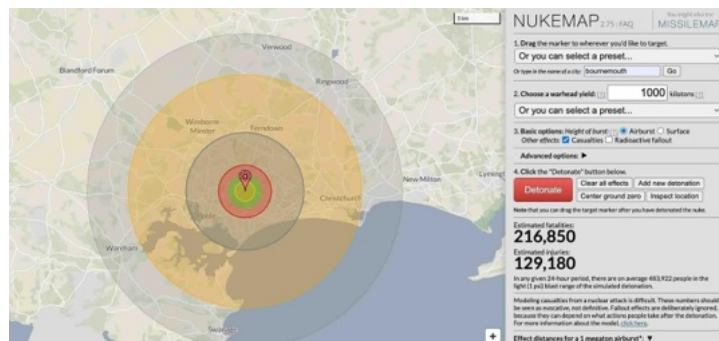 5 km
Verwood
Blandford Forum
Ringwood
Wimborne
Minster
Ferndown
New Milton
Lymington
Christchurch
Poole
Wareham
Swanage
+
NUKEMAP 2.75 : FAQ
You might also try:
MISSILEMAP
1. Drag the marker to wherever you'd like to target.
Or you can select a preset...
Or type in the name of a city: bournemouth Go
2. Choose a warhead yield: [?] 1000 kilotons [?]
Or you can select a preset...
3. Basic options: Height of burst: [?] Airburst Surface
Other effects: Casualties Radioactive fallout
Advanced options: ▶
4. Click the "Detonate" button below.
Detonate
Clear all effects Add new detonation
Center ground zero Inspect location
Note that you can drag the target marker after you have detonated the nuke.
Estimated fatalities:
216,850
Estimated injuries:
129,180
In any given 24-hour period, there are on average 483,922 people in the
light (1 psi) blast range of the simulated detonation.
Modeling casualties from a nuclear attack is difficult. These numbers should
be seen as evocative, not definitive. Fallout effects are deliberately ignored,
because they can depend on what actions people take after the detonation.
For more information about the model, click here.
Effect distances for a 1 megaton airburst*: ▼